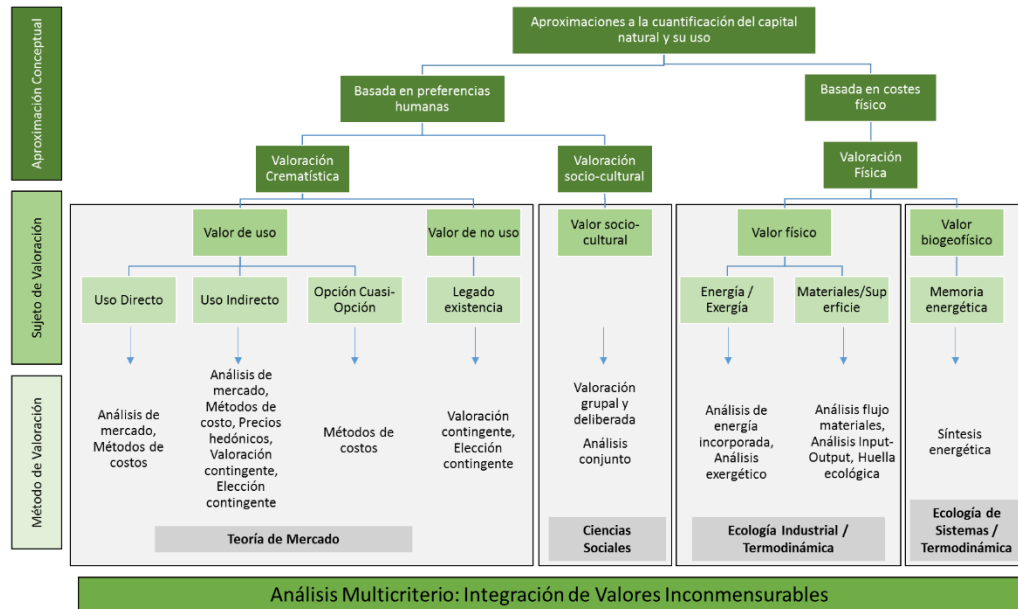 Aproximación Conceptual
Aproximaciones a la cuantificación del capital
natural y su uso
Basada en preferencias
humanas
Basada en costes
físico
Valoración
Crematística
Valoración
socio-cultural
Valoración
Física
Sujeto de Valoración
Valor de uso
Valor de no uso
Valor socio-
cultural
Valor físico
Valor
biogeofísico
Uso Directo
Uso Indirecto
Opción Cuasi-
Opción
Legado
existencia
Energía /
Exergía
Materiales/Sup
erficie
Memoria
energética
Método de Valoración
Análisis de
mercado,
Métodos de
costos
Análisis de
mercado,
Métodos de
costo, Precios
hedónicos,
Valoración
contingente,
Elección
contingente
Métodos de
costos
Valoración
contingente,
Elección
contingente
Valoración
grupal y
deliberada
Análisis
conjunto
Análisis de
energía
incorporada,
Análisis
exergético
Análisis flujo
materiales,
Análisis Input-
Output, Huella
ecológica
Síntesis
energética
Teoría de Mercado
Ciencias
Sociales
Ecología Industrial /
Termodinámica
Ecología de
Sistemas /
Termodinámica
Análisis Multicriterio: Integración de Valores Inconmensurables